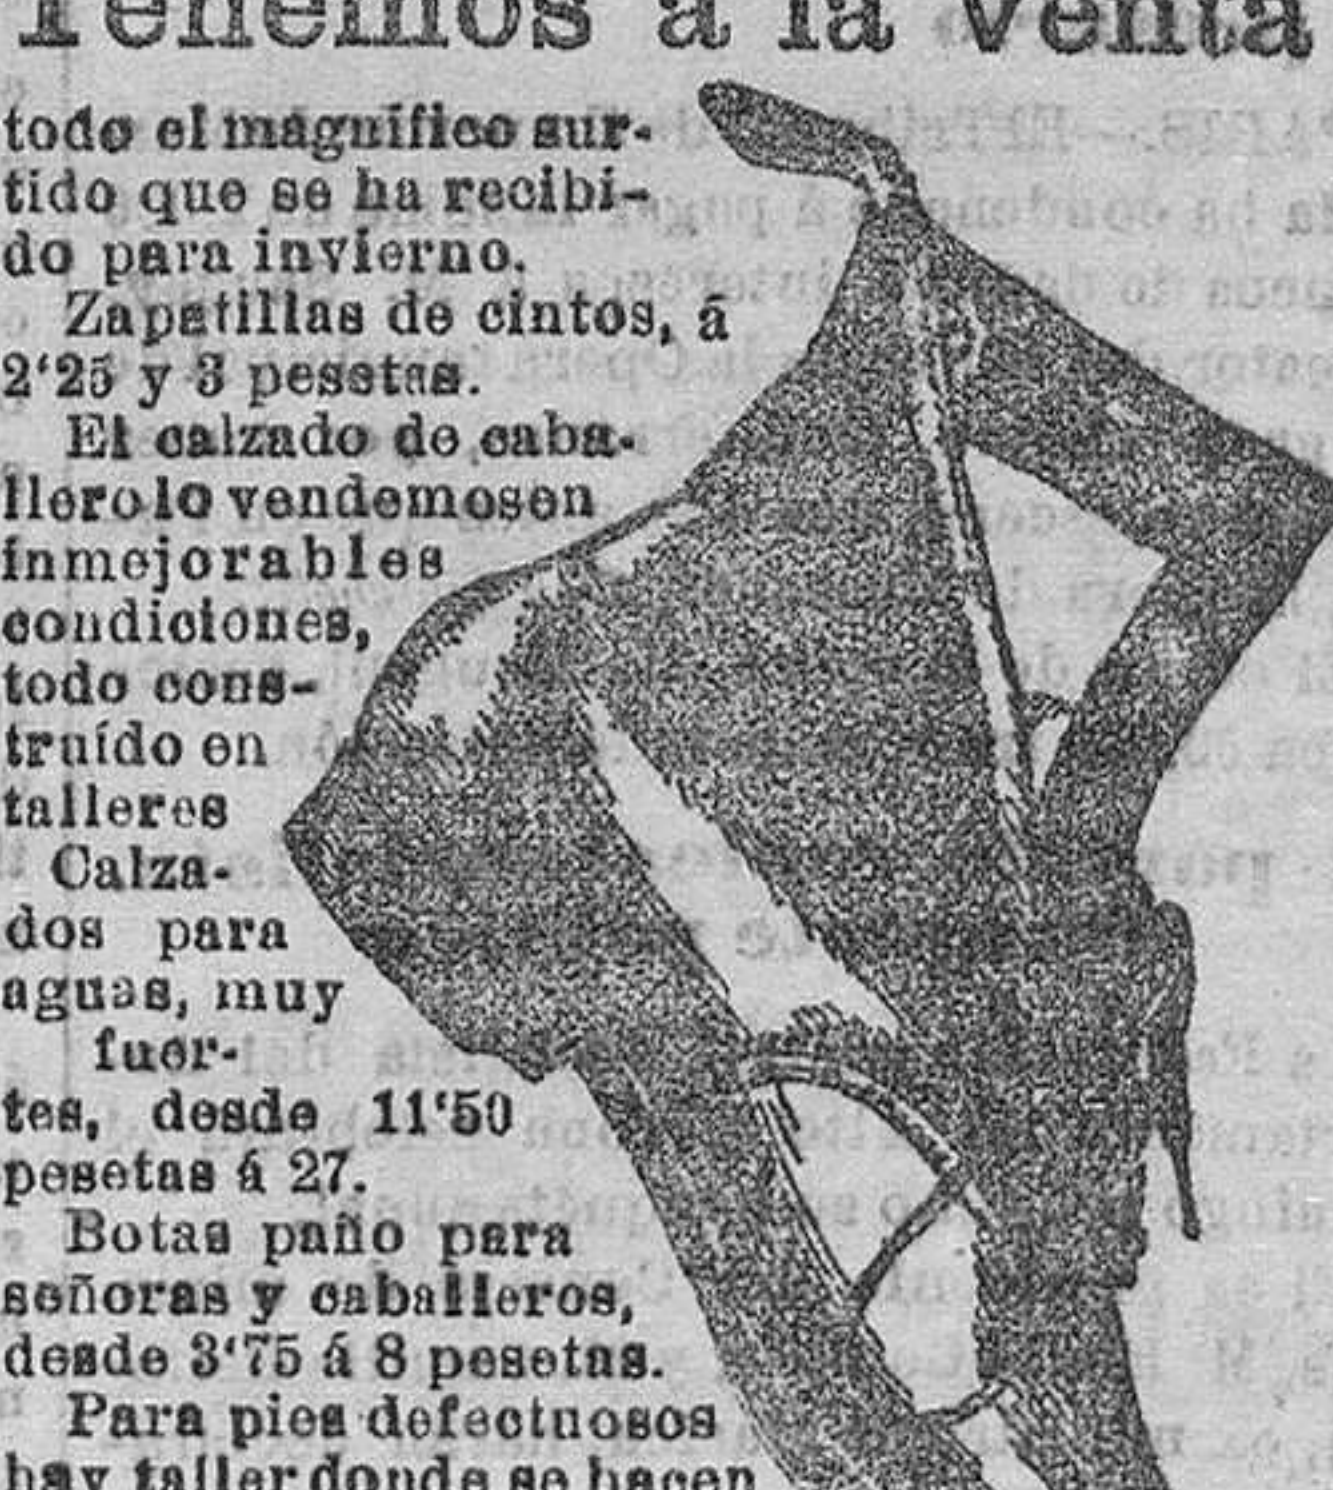 Tenemos á la venta
todo el magnífico sur-
tido que se ha recibi-
do para invierno.
Zapatillas de cintos, á
2‘25 y 3 pesetas.
El calzado de caba-
llero lo vendemos en
inmejorables
condiciones,
todo cons-
truído en
talleres
Calza-
dos para
aguas, muy
fuer-
tes, desde 11‘50
pesetas á 27.
Botas paño para
señoras y caballeros,
desde 3‘75 á 8 pesetas.
Para pies defectuosos
hay taller donde se hacen